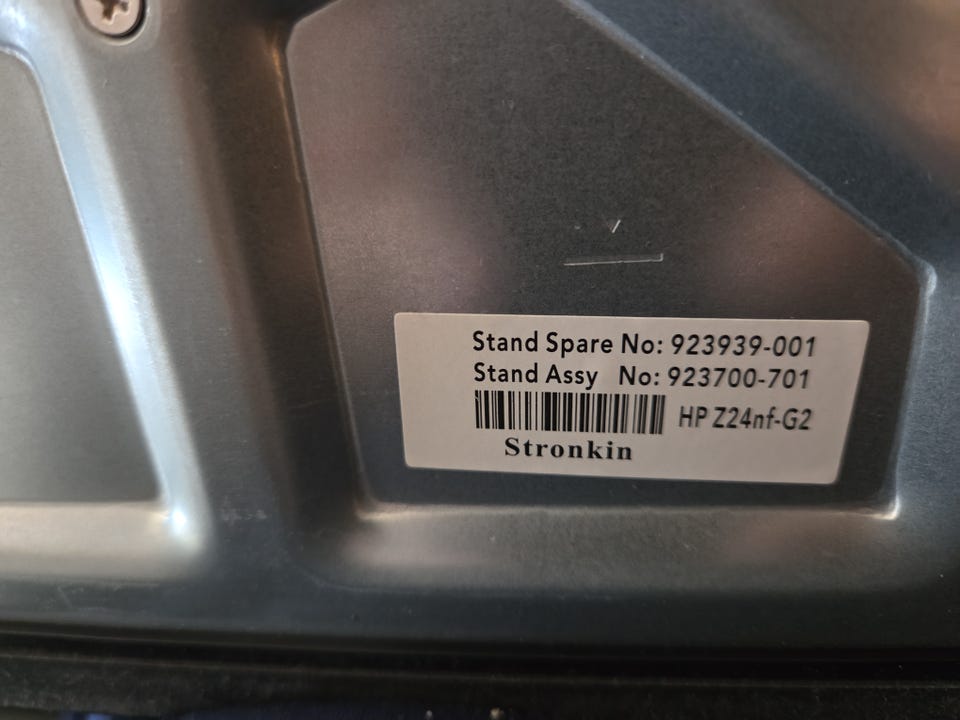 Stand Spare No: 923939-001
Stand Assy No: 923700-701
HP Z24nf-G2
Stronkin